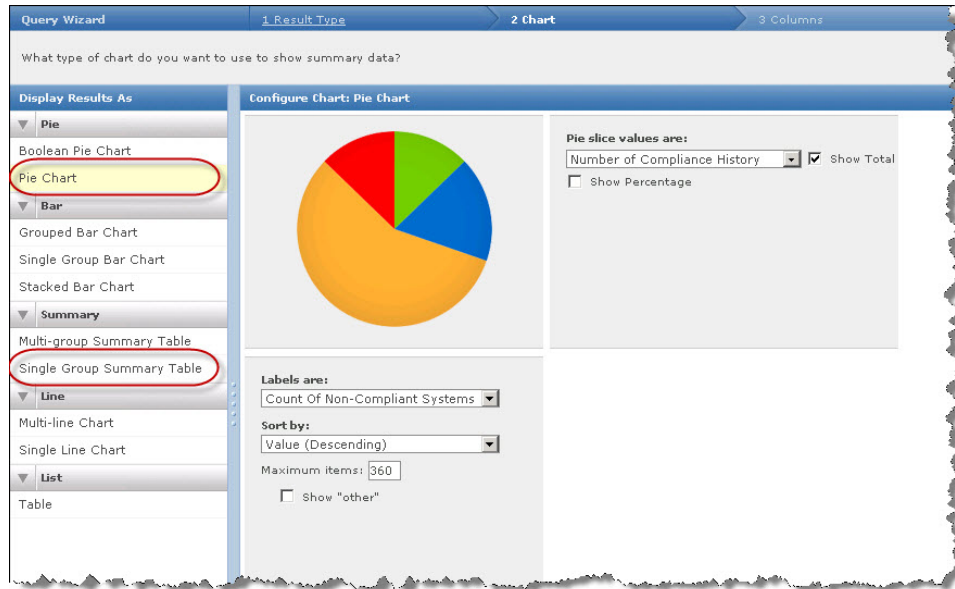 Query Wizard
1 Result Type
2 Chart
3 Columns
What type of chart do you want to use to show summary data?
Display Results As
Pie
Boolean Pie Chart
Pie Chart
Bar
Grouped Bar Chart
Single Group Bar Chart
Stacked Bar Chart
Summary
Multi-group Summary Table
Single Group Summary Table
Line
Multi-line Chart
Single Line Chart
List
Table
Configure Chart: Pie Chart
Pie slice values are:
Number of Compliance History
Show Total
Show Percentage
Labels are:
Count Of Non-Compliant Systems
Sort by:
Value (Descending)
Maximum items: 360
Show "other"